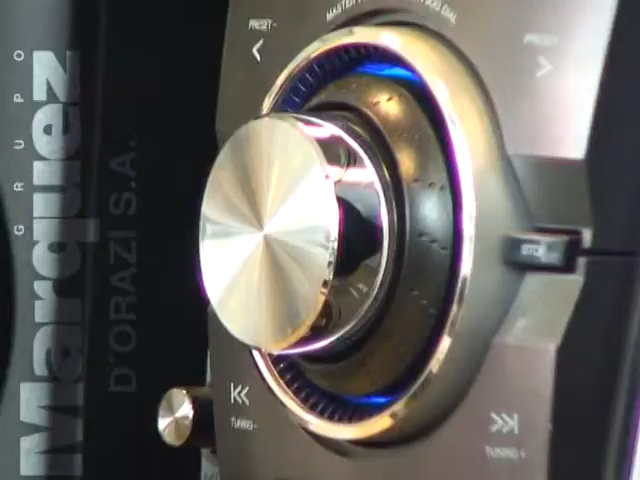 GRUPO
Marquez
D'ORAZI S.A.
PRESET -
PRESET
TUNING -
TUNING +